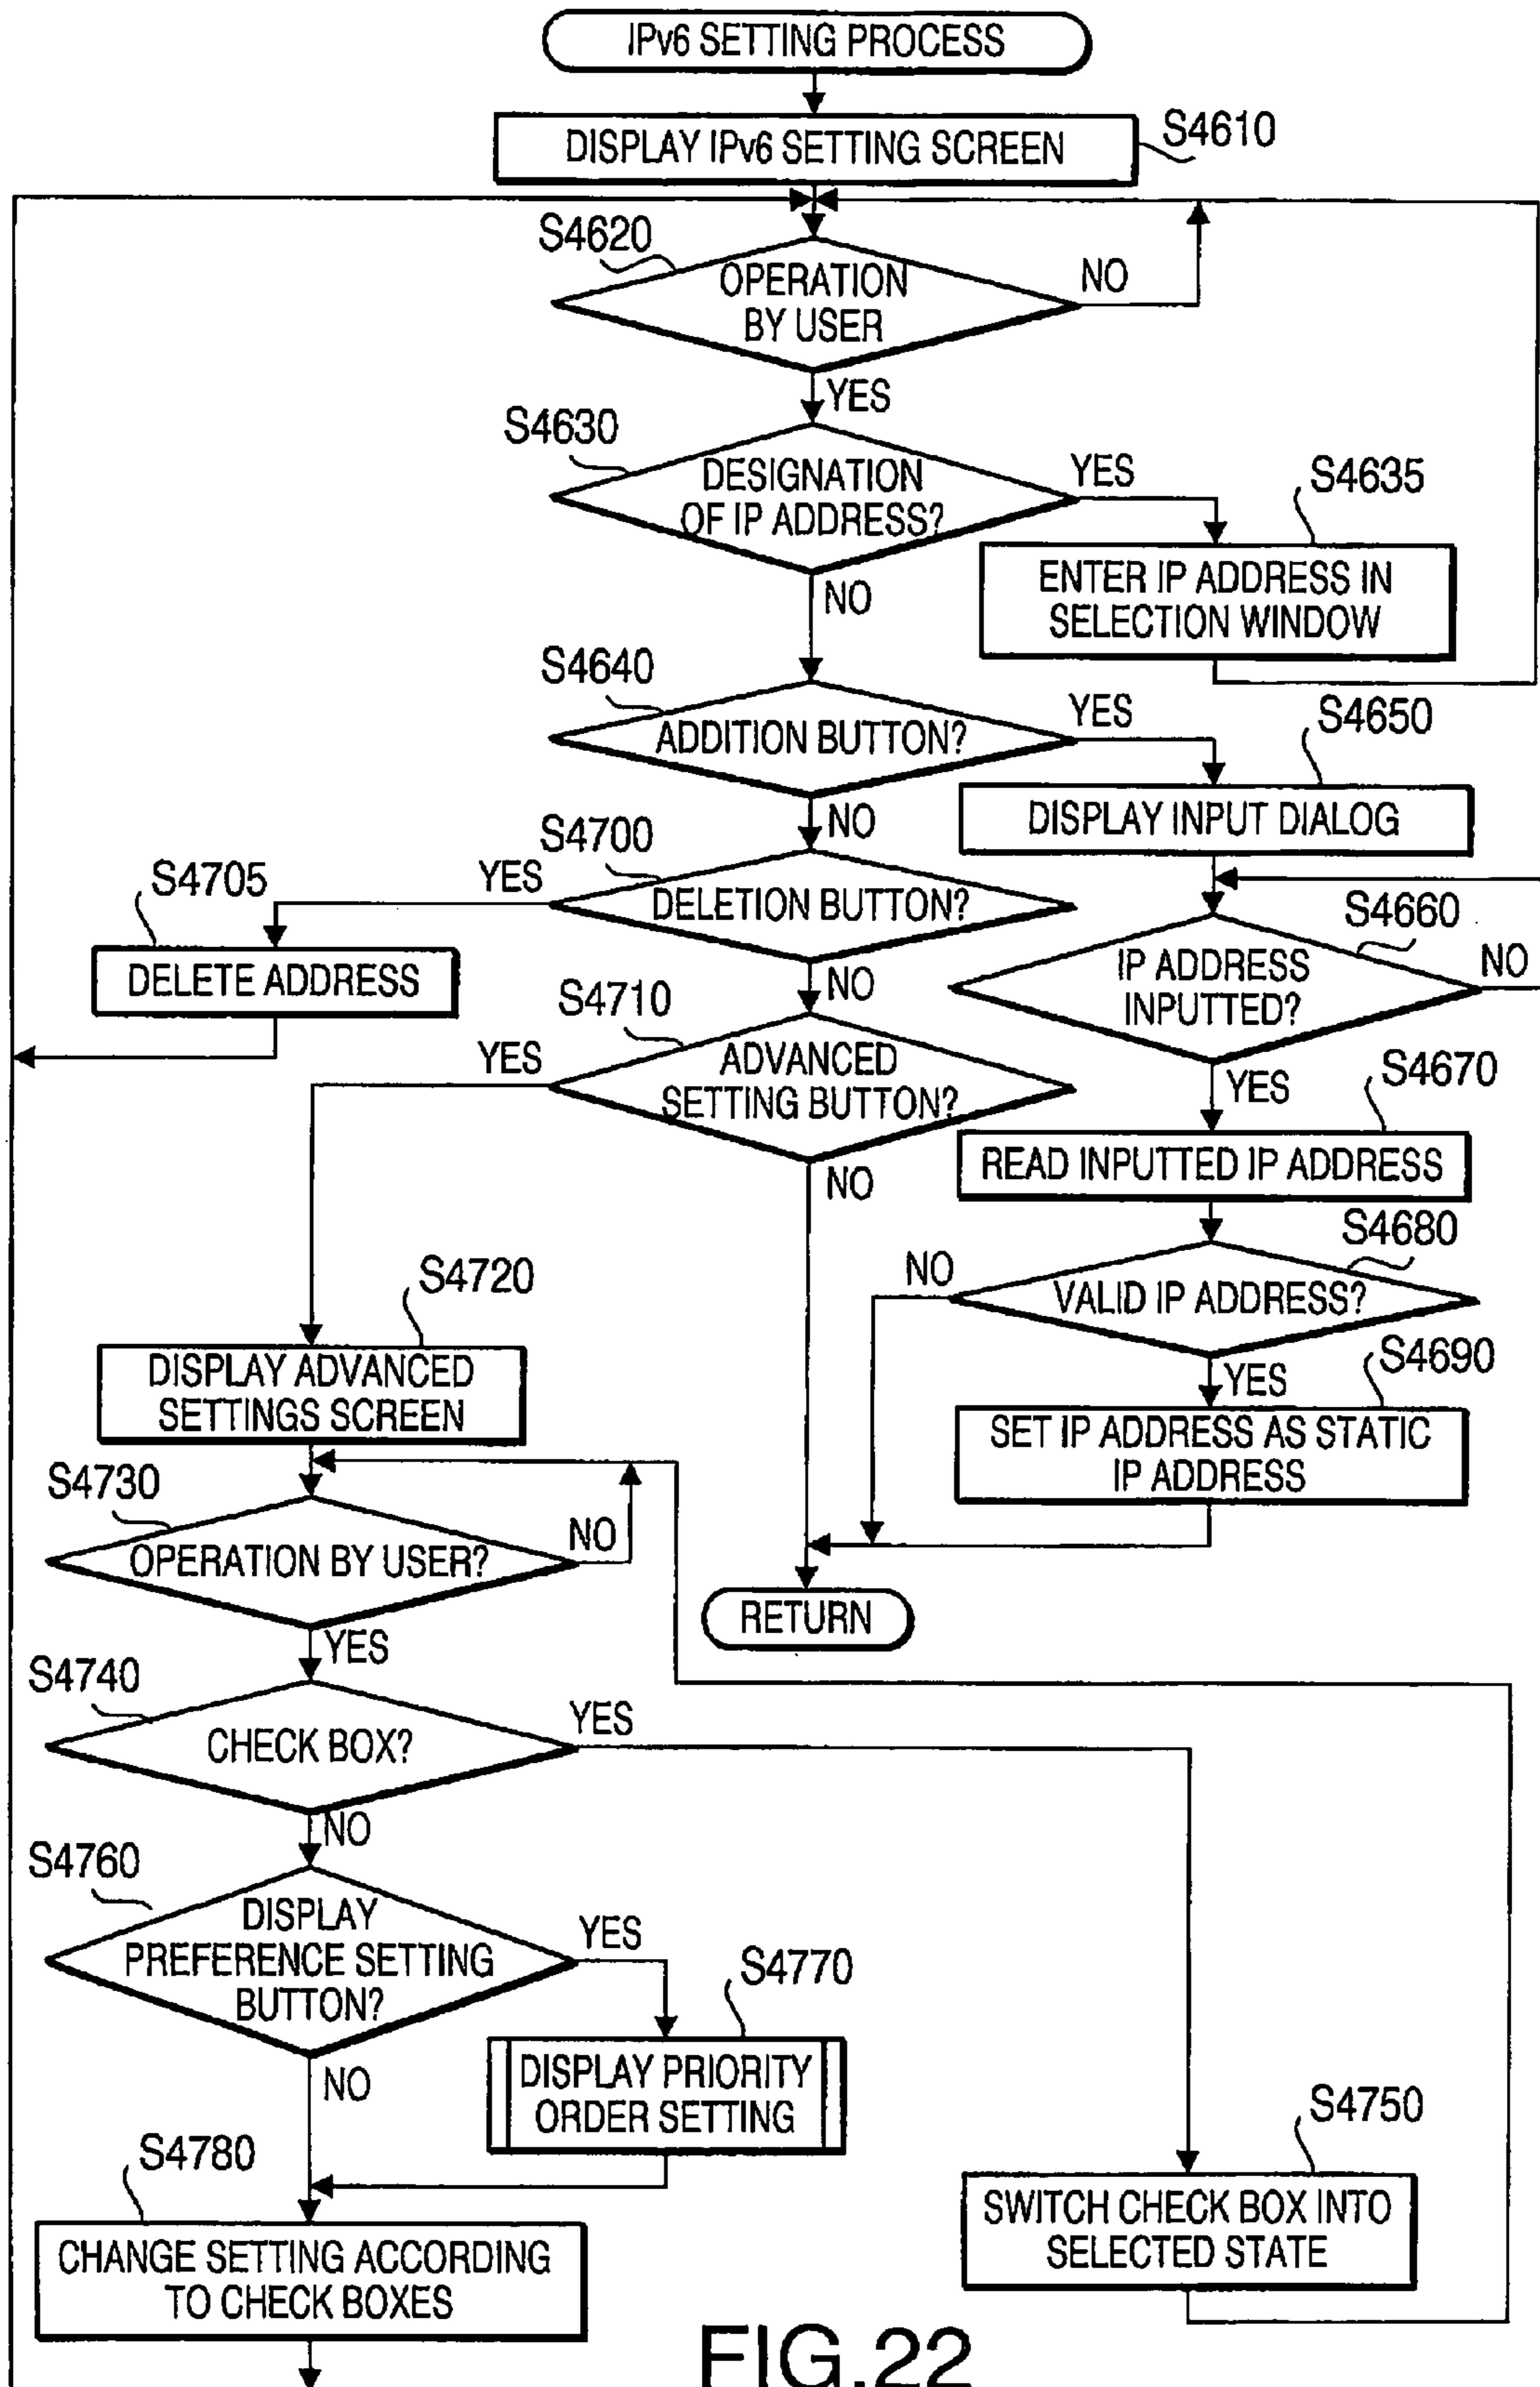 IPv6 SETTING PROCESS
DISPLAY IPv6 SETTING SCREEN
S4610
S4620
OPERATION
BY USER
NO
YES
S4630
DESIGNATION
OF IP ADDRESS?
YES
S4635
ENTER IP ADDRESS IN
SELECTION WINDOW
NO
S4640
ADDITION BUTTON?
YES
S4650
DISPLAY INPUT DIALOG
NO
S4700
DELETION BUTTON?
YES
S4705
DELETE ADDRESS
S4660
IP ADDRESS
INPUTTED?
NO
NO
S4710
ADVANCED
SETTING BUTTON?
YES
YES
S4670
READ INPUTTED IP ADDRESS
NO
S4680
VALID IP ADDRESS?
NO
S4720
DISPLAY ADVANCED
SETTINGS SCREEN
YES
S4690
SET IP ADDRESS AS STATIC
IP ADDRESS
S4730
OPERATION BY USER?
NO
RETURN
YES
S4740
CHECK BOX?
YES
NO
S4760
DISPLAY
PREFERENCE SETTING
BUTTON?
YES
S4770
DISPLAY PRIORITY
ORDER SETTING
NO
S4750
SWITCH CHECK BOX INTO
SELECTED STATE
S4780
CHANGE SETTING ACCORDING
TO CHECK BOXES
FIG.22